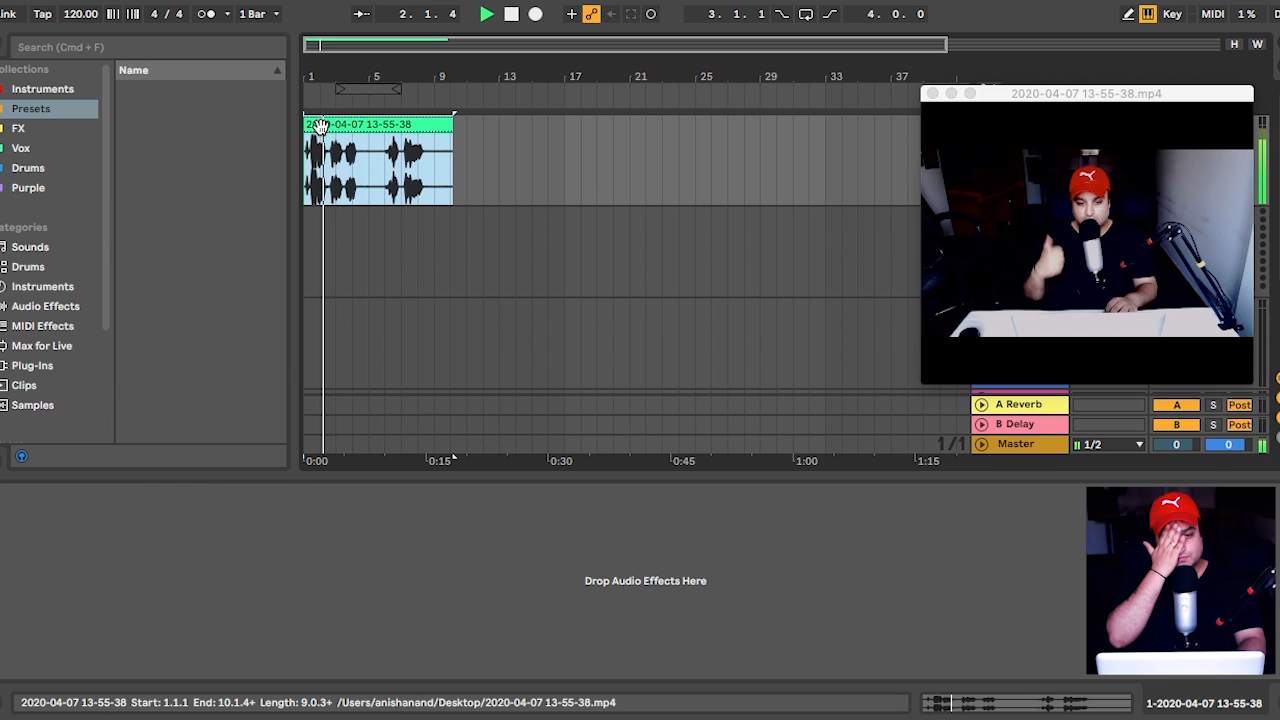 Link Tap 120.00 4 / 4 1 Bar 2. 1. 4 3. 1. 1 4. 0. 0 Key MIDI 1 %
Search (Cmd + F)
H W
ollections
Name
1 5 9 13 17 21 25 29 33 37
Instruments
2020-04-07 13-55-38.mp4
Presets
-04-07 13-55-38
FX
Vox
Drums
Purple
ategories
Sounds
Drums
Instruments
Audio Effects
MIDI Effects
Max for Live
Plug-Ins
Clips
Samples
A Reverb A S Post
B Delay B S Post
1/1 Master 1/2 0 0
0:00 0:15 0:30 0:45 1:00 1:15
Drop Audio Effects Here
2020-04-07 13-55-38 Start: 1.1.1 End: 10.1.4+ Length: 9.0.3+ /Users/anishanand/Desktop/2020-04-07 13-55-38.mp4
1-2020-04-07 13-55-38